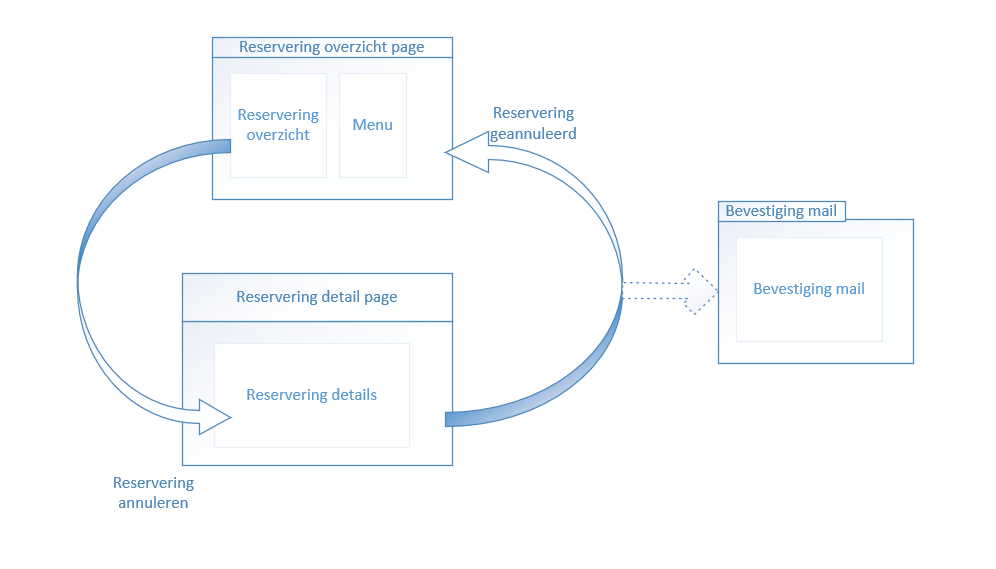 Reservering overzicht page
Reservering
overzicht
Menu
Reservering
geannuleerd
Bevestiging mail
Bevestiging mail
Reservering detail page
Reservering details
Reservering
annuleren